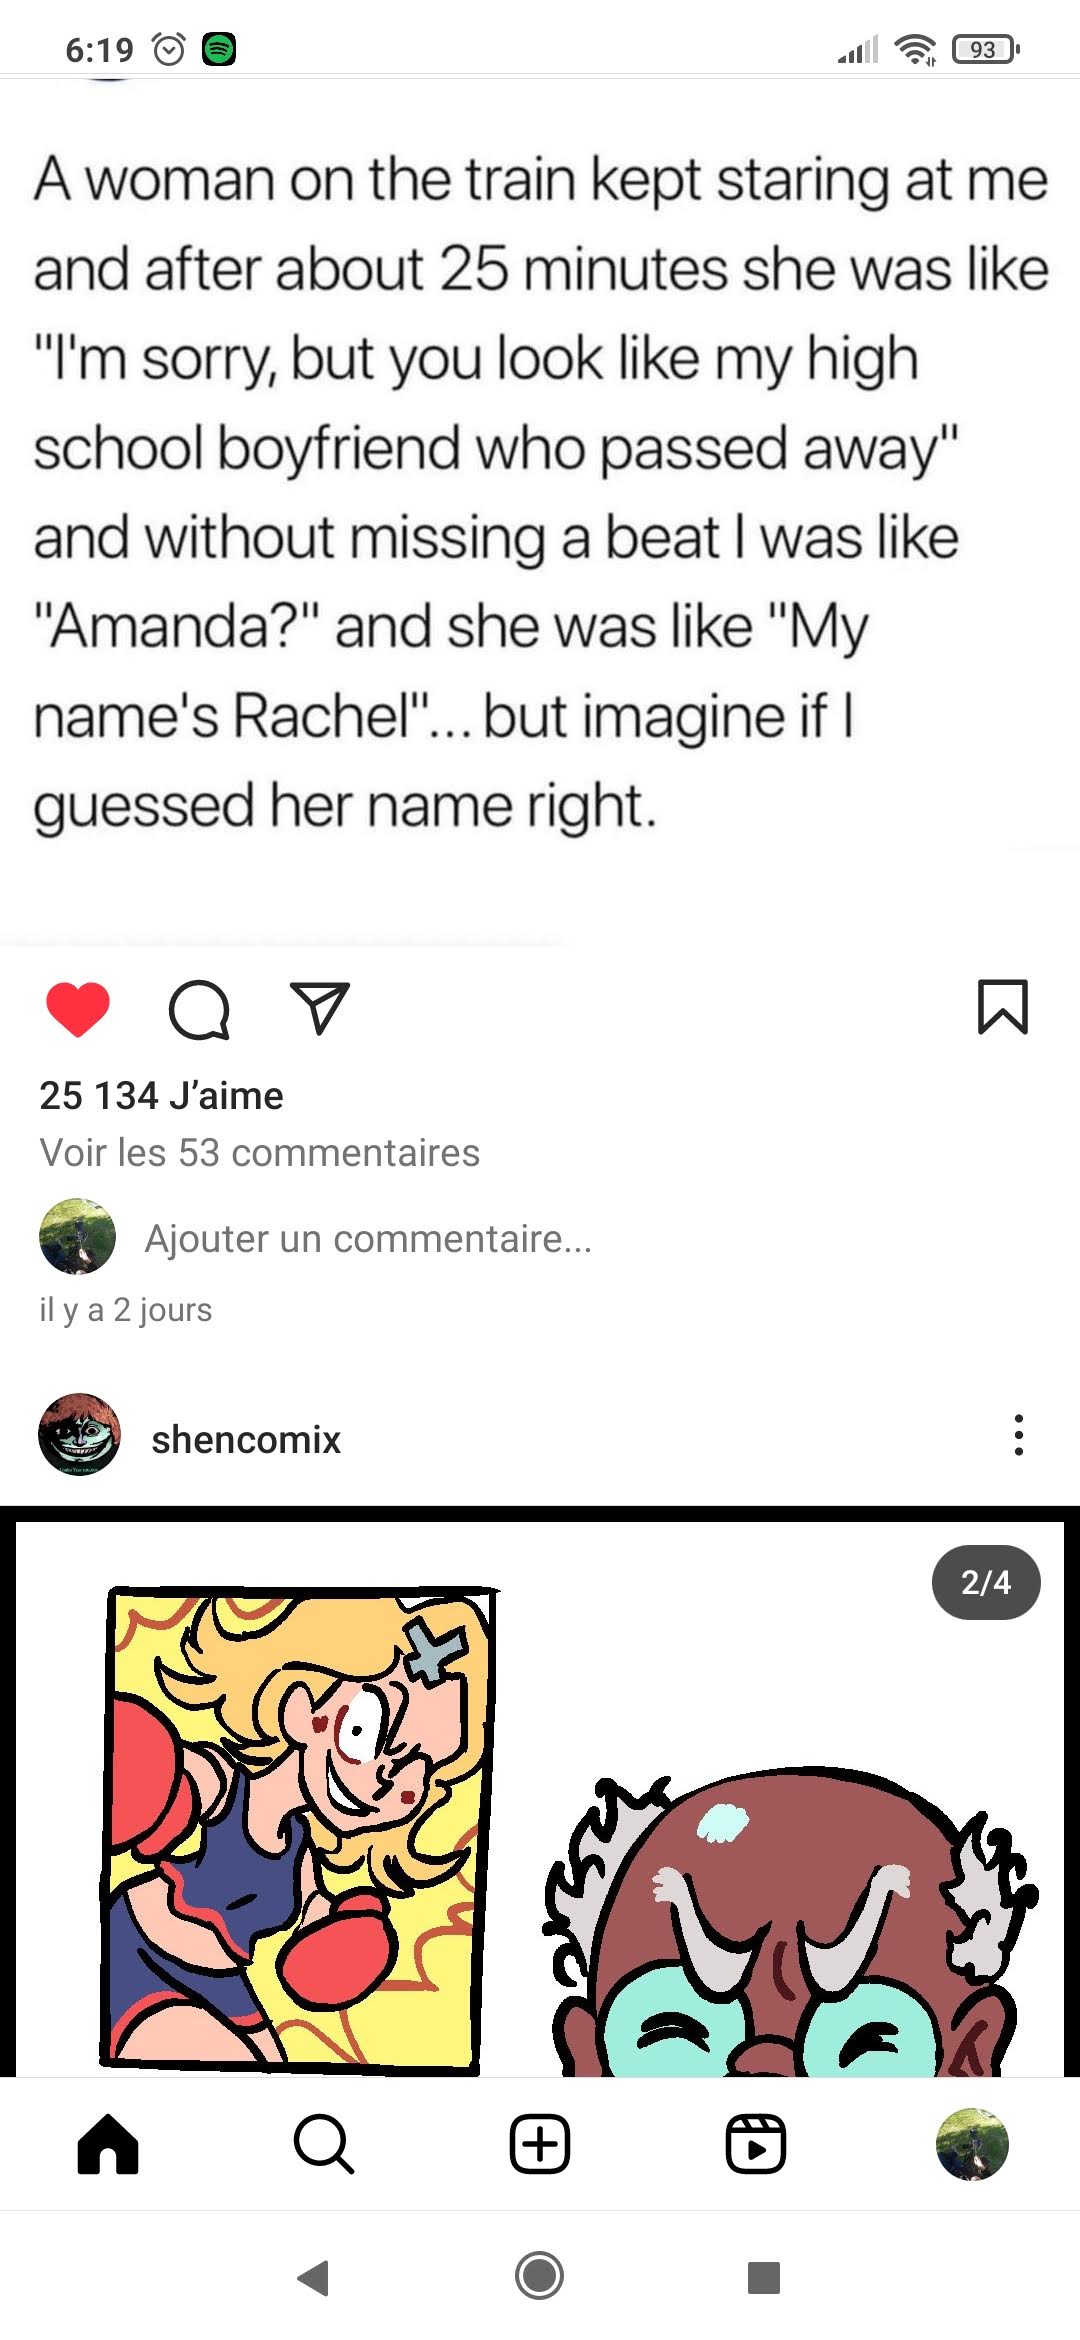 6:19
93
A woman on the train kept staring at me
and after about 25 minutes she was like
"I'm sorry, but you look like my high
school boyfriend who passed away"
and without missing a beat I was like
"Amanda?" and she was like "My
name's Rachel"... but imagine if I
guessed her name right.
25 134 J’aime
Voir les 53 commentaires
Ajouter un commentaire...
il y a 2 jours
shencomix
2/4